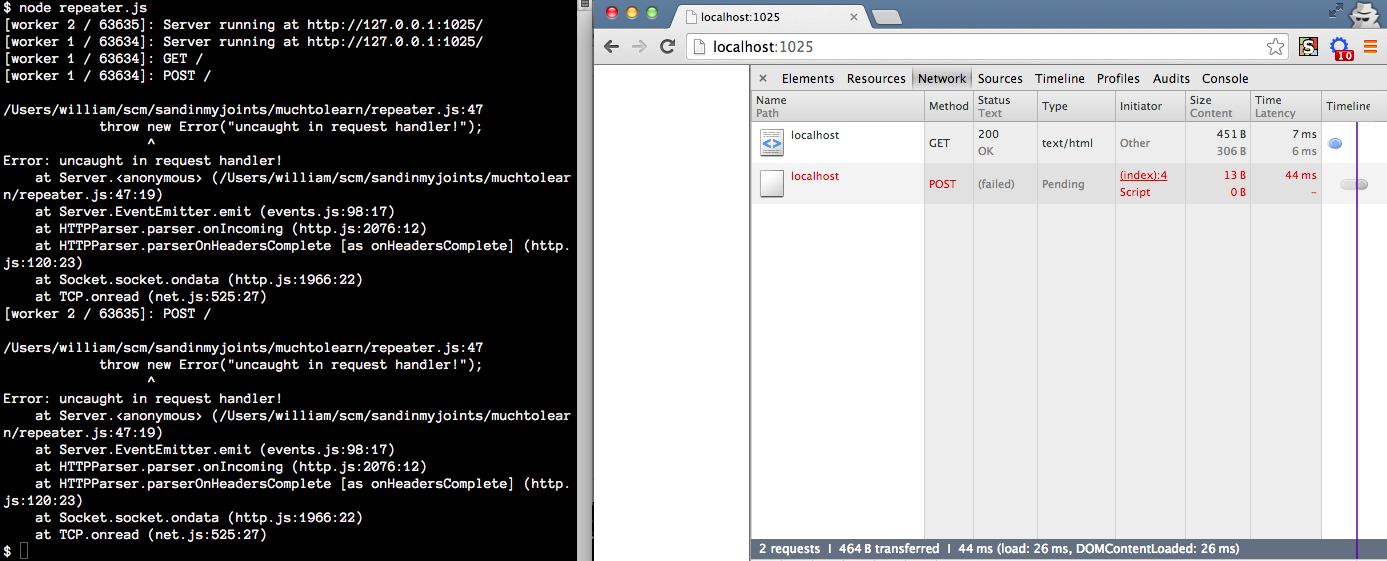 $ node repeater.js
[worker 2 / 63635]: Server running at http://127.0.0.1:1025/
[worker 1 / 63634]: Server running at http://127.0.0.1:1025/
[worker 1 / 63634]: GET /
[worker 1 / 63634]: POST /
/Users/william/scm/sandinmyjoints/muchtolearn/repeater.js:47
throw new Error("uncaught in request handler!");
^
Error: uncaught in request handler!
at Server.<anonymous> (/Users/william/scm/sandinmyjoints/muchtolear
n/repeater.js:47:19)
at Server.EventEmitter.emit (events.js:98:17)
at HTTPParser.parser.onIncoming (http.js:2076:12)
at HTTPParser.parserOnHeadersComplete [as onHeadersComplete] (http.
js:120:23)
at Socket.socket.ondata (http.js:1966:22)
at TCP.onread (net.js:525:27)
[worker 2 / 63635]: POST /
/Users/william/scm/sandinmyjoints/muchtolearn/repeater.js:47
throw new Error("uncaught in request handler!");
^
Error: uncaught in request handler!
at Server.<anonymous> (/Users/william/scm/sandinmyjoints/muchtolear
n/repeater.js:47:19)
at Server.EventEmitter.emit (events.js:98:17)
at HTTPParser.parser.onIncoming (http.js:2076:12)
at HTTPParser.parserOnHeadersComplete [as onHeadersComplete] (http.
js:120:23)
at Socket.socket.ondata (http.js:1966:22)
at TCP.onread (net.js:525:27)
$
localhost:1025
localhost:1025 S 10
× Elements Resources Network Sources Timeline Profiles Audits Console
Name Method Status Type Initiator Size Time Timeline
Path Text Content Latency
localhost GET 200 text/html Other 451 B 7 ms
OK 306 B 6 ms
localhost POST (failed) Pending (index):4 13 B 44 ms
Script 0 B –
2 requests | 464 B transferred | 44 ms (load: 26 ms, DOMContentLoaded: 26 ms)